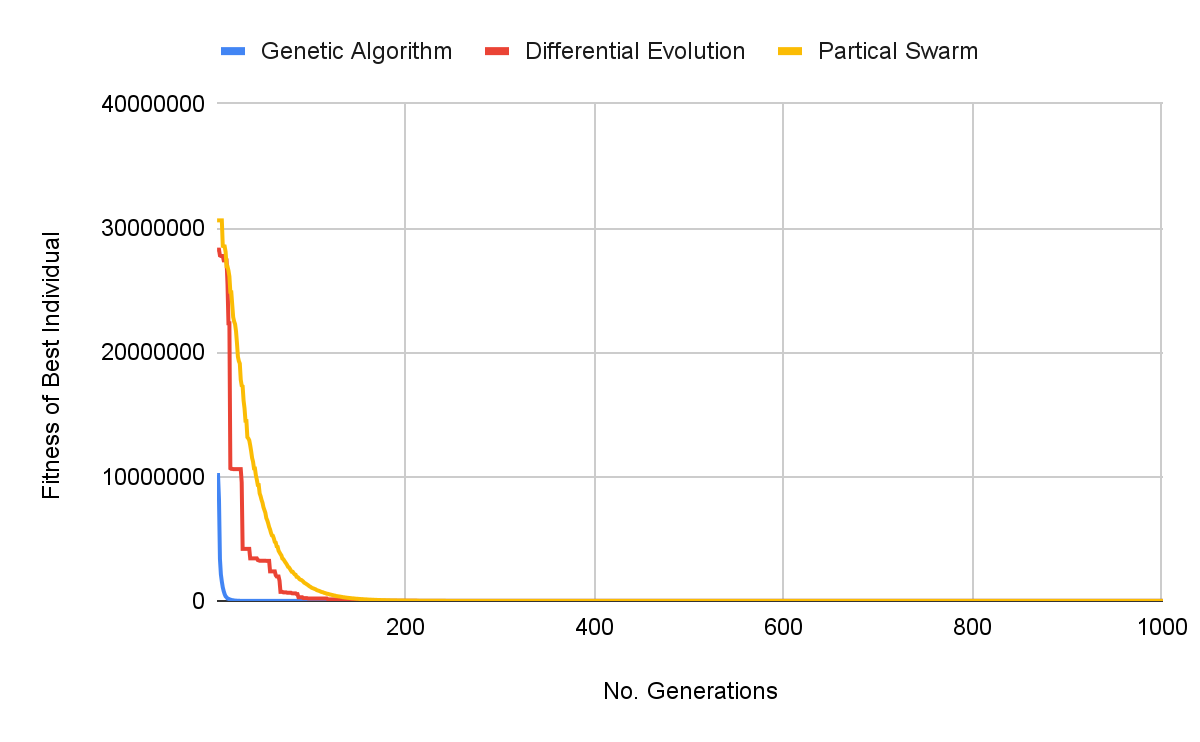 Genetic Algorithm Differential Evolution Partical Swarm
40000000
30000000
20000000
10000000
0
Fitness of Best Individual
200 400 600 800 1000
No. Generations